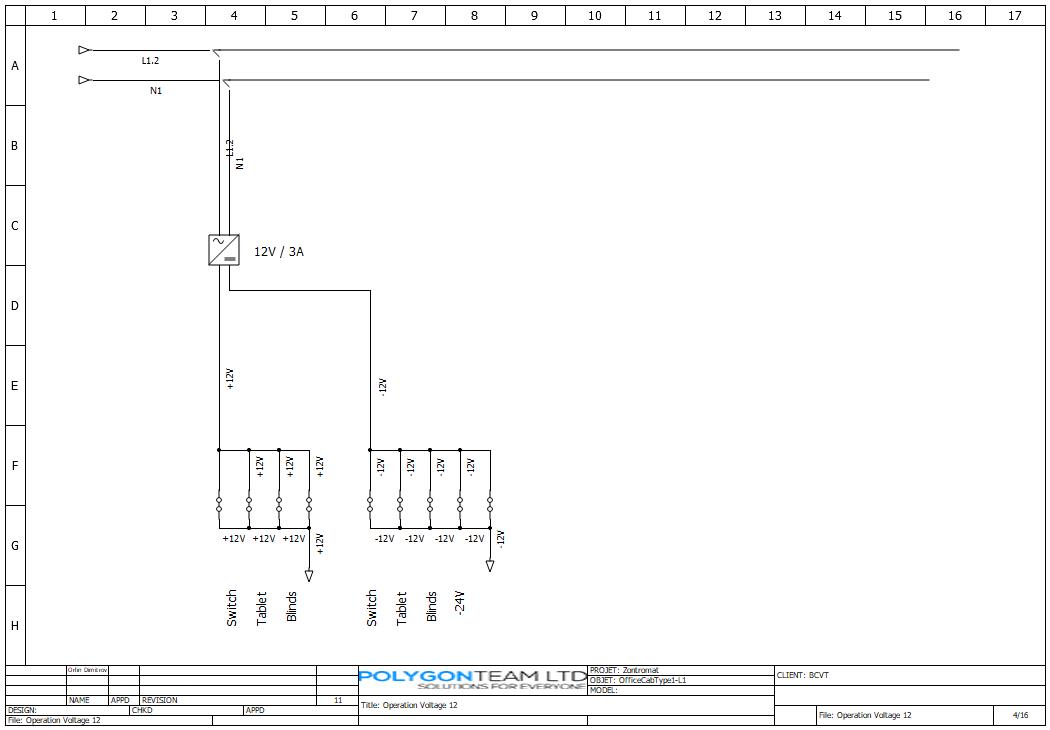 1 2 3 4 5 6 7 8 9 10 11 12 13 14 15 16 17
A
L1.2
N1
B
L1.2
N1
C
12V / 3A
D
E
+12V
-12V
F
+12V +12V +12V -12V -12V -12V -12V
G
+12V +12V +12V +12V -12V -12V -12V -12V -12V
H
Switch Tablet Blinds Switch Tablet Blinds -24V
Orlin Dimitrov
POLYGONTEAM LTD
SOLUTIONS FOR EVERYONE
PROJET: Zontromat
OBJET: OfficeCabType1-L1
MODEL:
CLIENT: BCVT
NAME APPD REVISION 11
DESIGN: CHKD APPD
Title: Operation Voltage 12
File: Operation Voltage 12
File: Operation Voltage 12
4/16